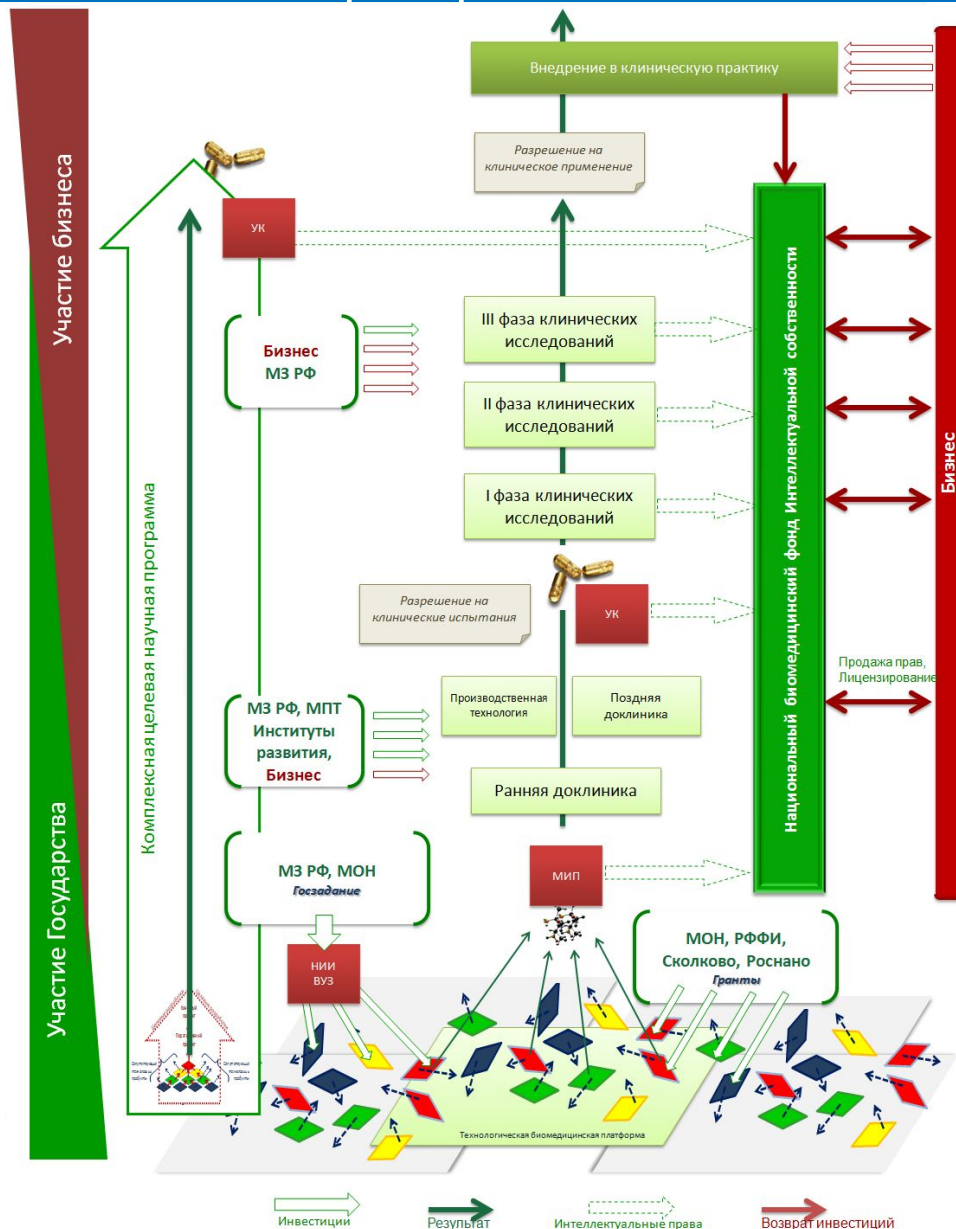 Внедрение в клиническую практику
Разрешение на
клиническое применение
Участие бизнеса
УК
III фаза клинических
исследований
Бизнес
МЗ РФ
II фаза клинических
исследований
I фаза клинических
исследований
Национальный биомедицинский фонд Интеллектуальной собственности
Бизнес
Комплексная целевая научная программа
Разрешение на
клинические испытания
УК
Продажа прав,
Лицензирование
Производственная
технология
Поздняя
доклиника
МЗ РФ, МПТ
Институты
развития,
Бизнес
Ранняя доклиника
Участие Государства
МЗ РФ, МОН
Госзадание
МИП
МОН, РФФИ,
Сколково, Роснано
Гранты
НИИ
ВУЗ
Технологическая биомедицинская платформа
Инвестиции
Результат
Интеллектуальные права
Возврат инвестиций